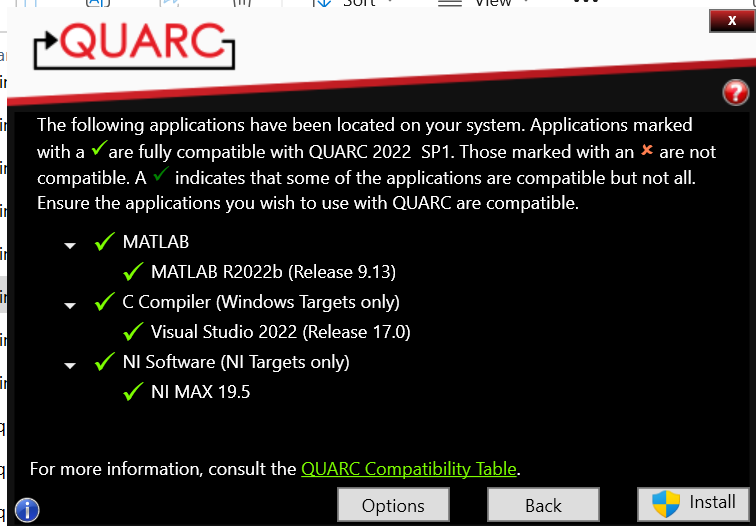 Sort View
x
QUARC
?
The following applications have been located on your system. Applications marked
with a ✓are fully compatible with QUARC 2022 SP1. Those marked with an ✗ are not
compatible. A ✓ indicates that some of the applications are compatible but not all.
Ensure the applications you wish to use with QUARC are compatible.
MATLAB
MATLAB R2022b (Release 9.13)
C Compiler (Windows Targets only)
Visual Studio 2022 (Release 17.0)
NI Software (NI Targets only)
NI MAX 19.5
For more information, consult the QUARC Compatibility Table.
i
Options Back Install